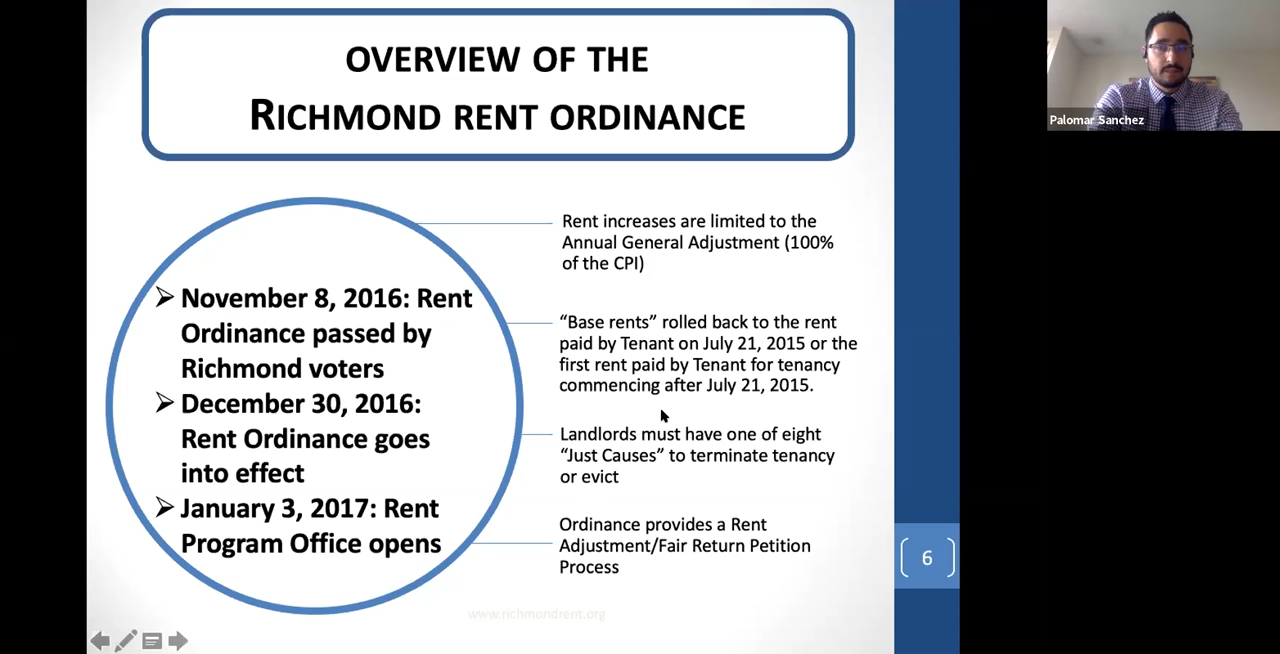 OVERVIEW OF THE
RICHMOND RENT ORDINANCE
➢ November 8, 2016: Rent
Ordinance passed by
Richmond voters
➢ December 30, 2016:
Rent Ordinance goes
into effect
➢ January 3, 2017: Rent
Program Office opens
Rent increases are limited to the
Annual General Adjustment (100%
of the CPI)
“Base rents” rolled back to the rent
paid by Tenant on July 21, 2015 or the
first rent paid by Tenant for tenancy
commencing after July 21, 2015.
Landlords must have one of eight
“Just Causes” to terminate tenancy
or evict
Ordinance provides a Rent
Adjustment/Fair Return Petition
Process
www.richmondrent.org
6
Palomar Sanchez